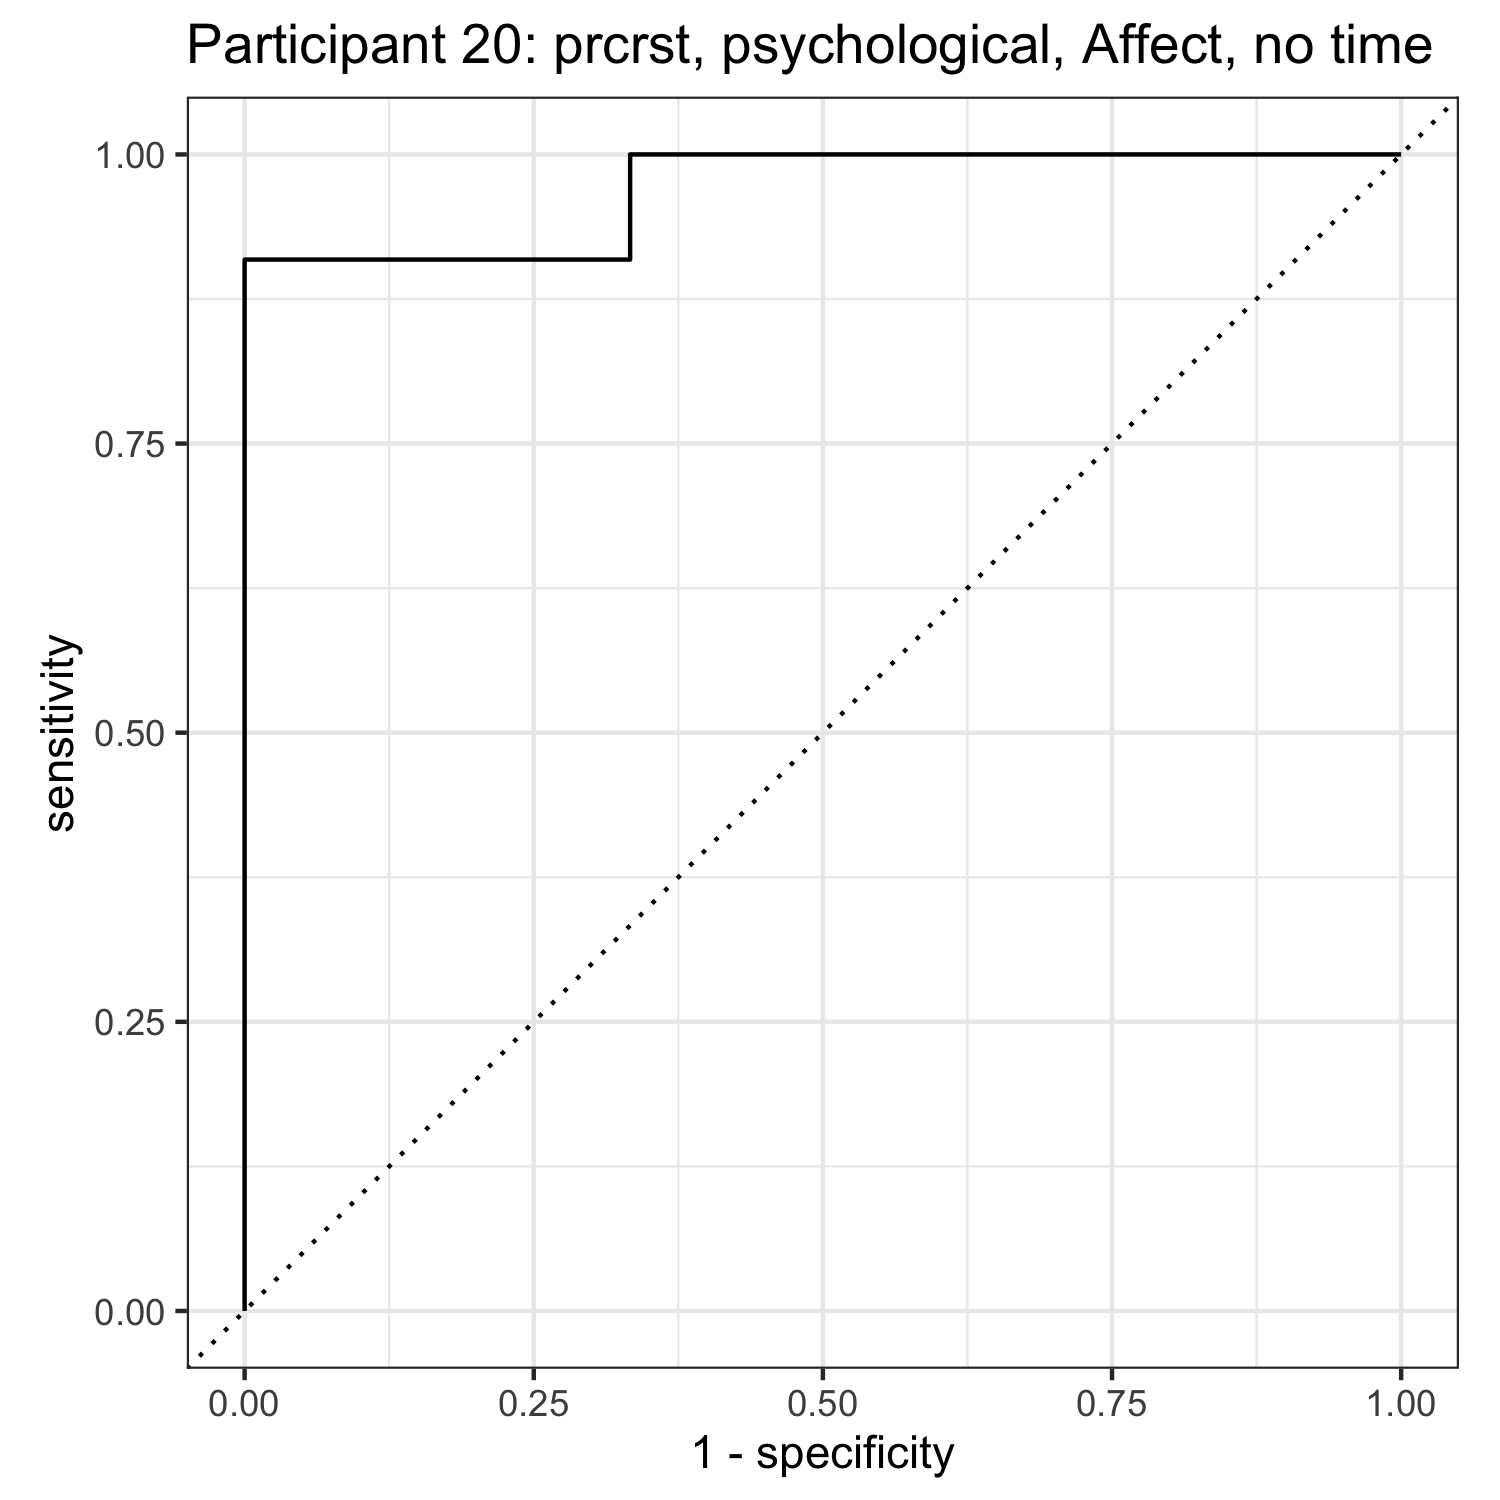 Participant 20: prcrst, psychological, Affect, no time
1.00
0.75
0.50
0.25
0.00
sensitivity
0.00 0.25 0.50 0.75 1.00
1 - specificity